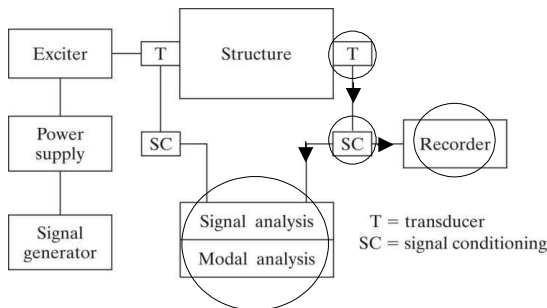 Exciter
T
Structure
T
Power
supply
SC
SC
Recorder
Signal
generator
Signal analysis
Modal analysis
T = transducer
SC = signal conditioning